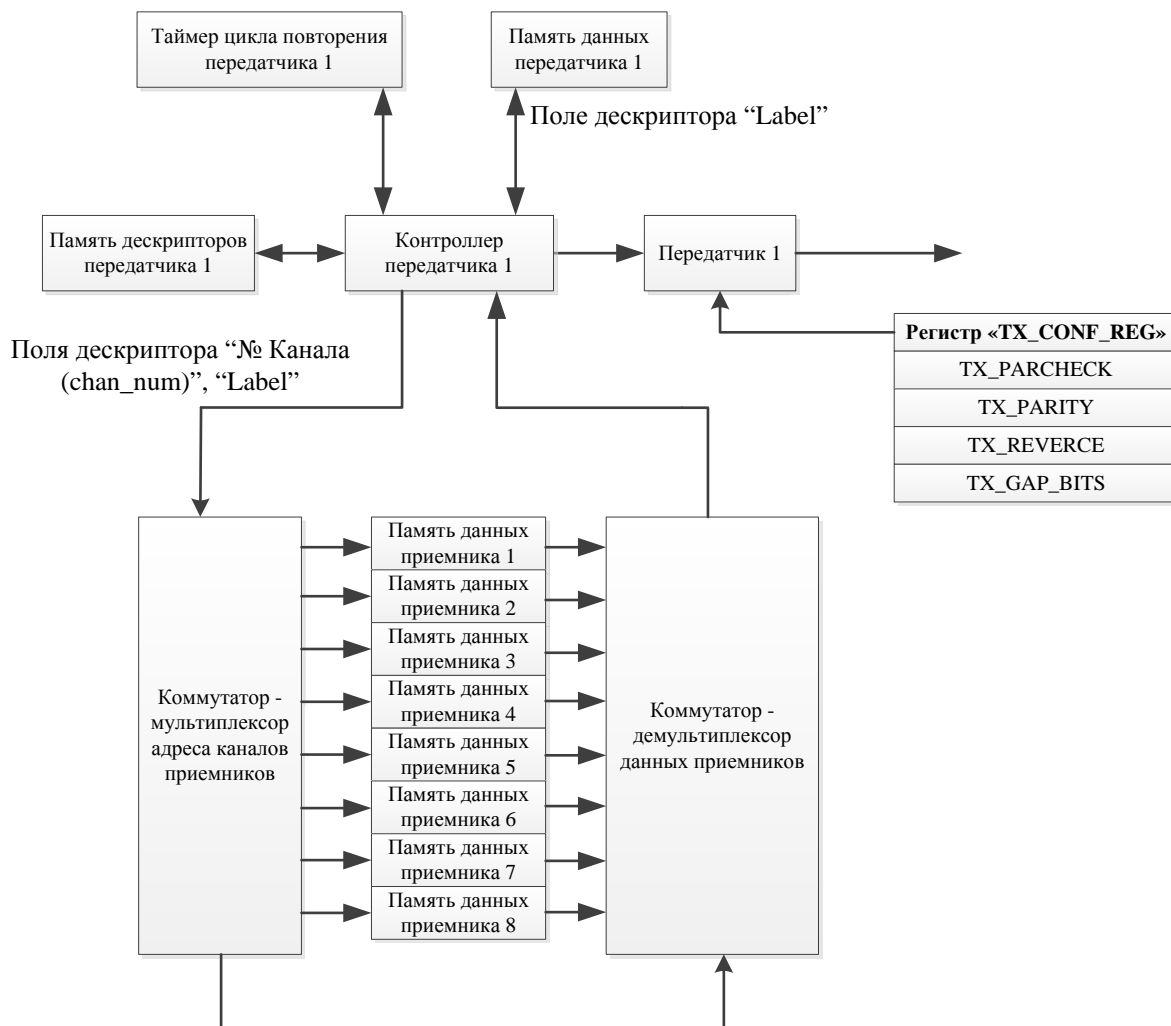 Таймер цикла повторения
передатчика 1
Память данных
передатчика 1
Поле дескриптора “Label”
Память дескрипторов
передатчика 1
Контроллер
передатчика 1
Передатчик 1
Регистр «TX_CONF_REG»
TX_PARCHECK
TX_PARITY
TX_REVERCE
TX_GAP_BITS
Поля дескриптора “№ Канала
(chan_num)”, “Label”
Коммутатор -
мультиплексор
адреса каналов
приемников
Память данных
приемника 1
Память данных
приемника 2
Память данных
приемника 3
Память данных
приемника 4
Память данных
приемника 5
Память данных
приемника 6
Память данных
приемника 7
Память данных
приемника 8
Коммутатор -
демультиплексор
данных приемников